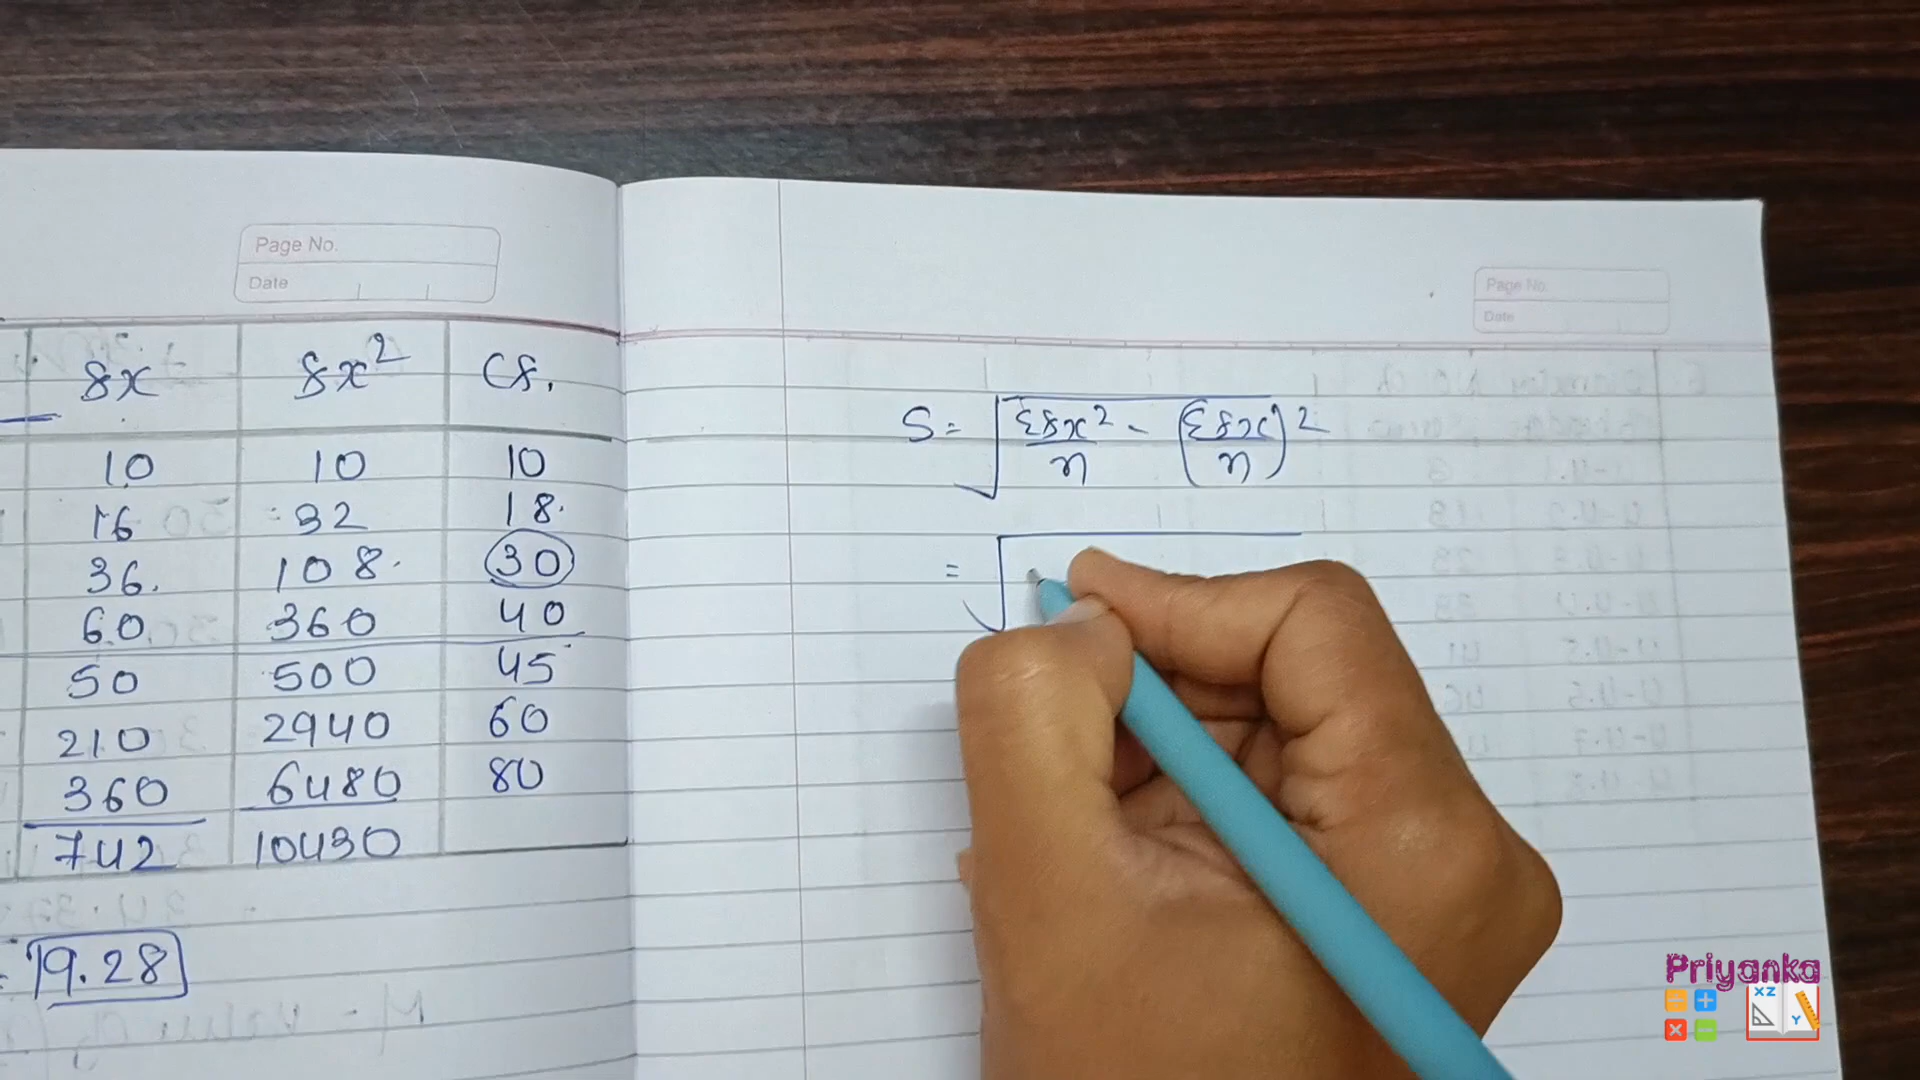 Page No.
Date
fx fx² Cf.
10 10 10
16 32 18.
36. 108. 30
60 360 40
50 500 45
210 2940 60
360 6480 80
742 10430
= 9.28
Page No.
Date
S = √ Σfx²/n - (Σfx/n)²
= √
Priyanka
XZ
Y